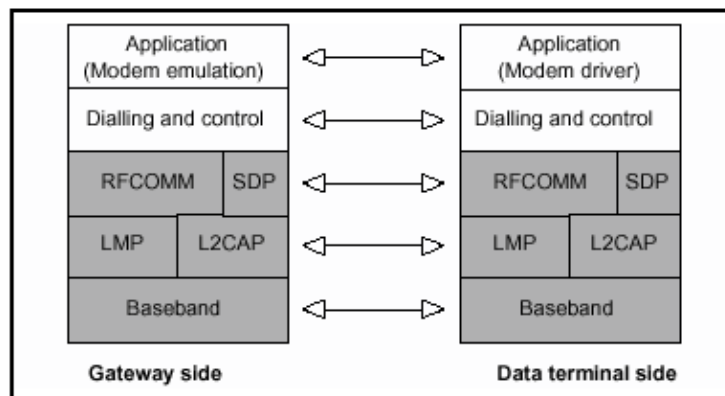 Application
(Modem emulation)
Application
(Modem driver)
Dialling and control
Dialling and control
RFCOMM
SDP
RFCOMM
SDP
LMP
L2CAP
LMP
L2CAP
Baseband
Baseband
Gateway side
Data terminal side